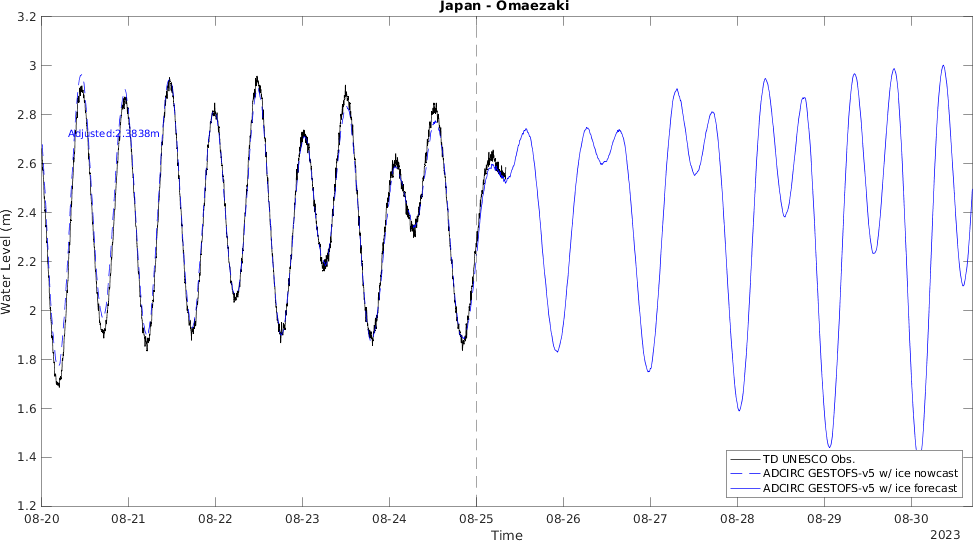 Japan - Omaezaki
Water Level (m)
3.2
3
2.8
2.6
2.4
2.2
2
1.8
1.6
1.4
1.2
Adjusted:2.3838m
TD UNESCO Obs.
ADCIRC GESTOFS-v5 w/ ice nowcast
ADCIRC GESTOFS-v5 w/ ice forecast
08-20 08-21 08-22 08-23 08-24 08-25 08-26 08-27 08-28 08-29 08-30
Time
2023